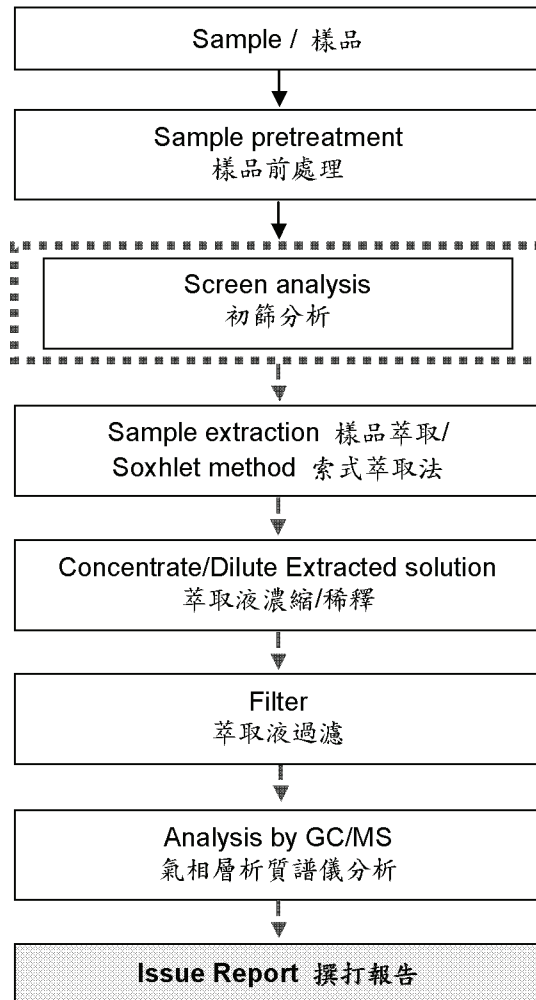 Sample / 樣品
Sample pretreatment
樣品前處理
Screen analysis
初篩分析
Sample extraction 樣品萃取/
Soxhlet method 索式萃取法
Concentrate/Dilute Extracted solution
萃取液濃縮/稀釋
Filter
萃取液過濾
Analysis by GC/MS
氣相層析質譜儀分析
Issue Report 撰打報告